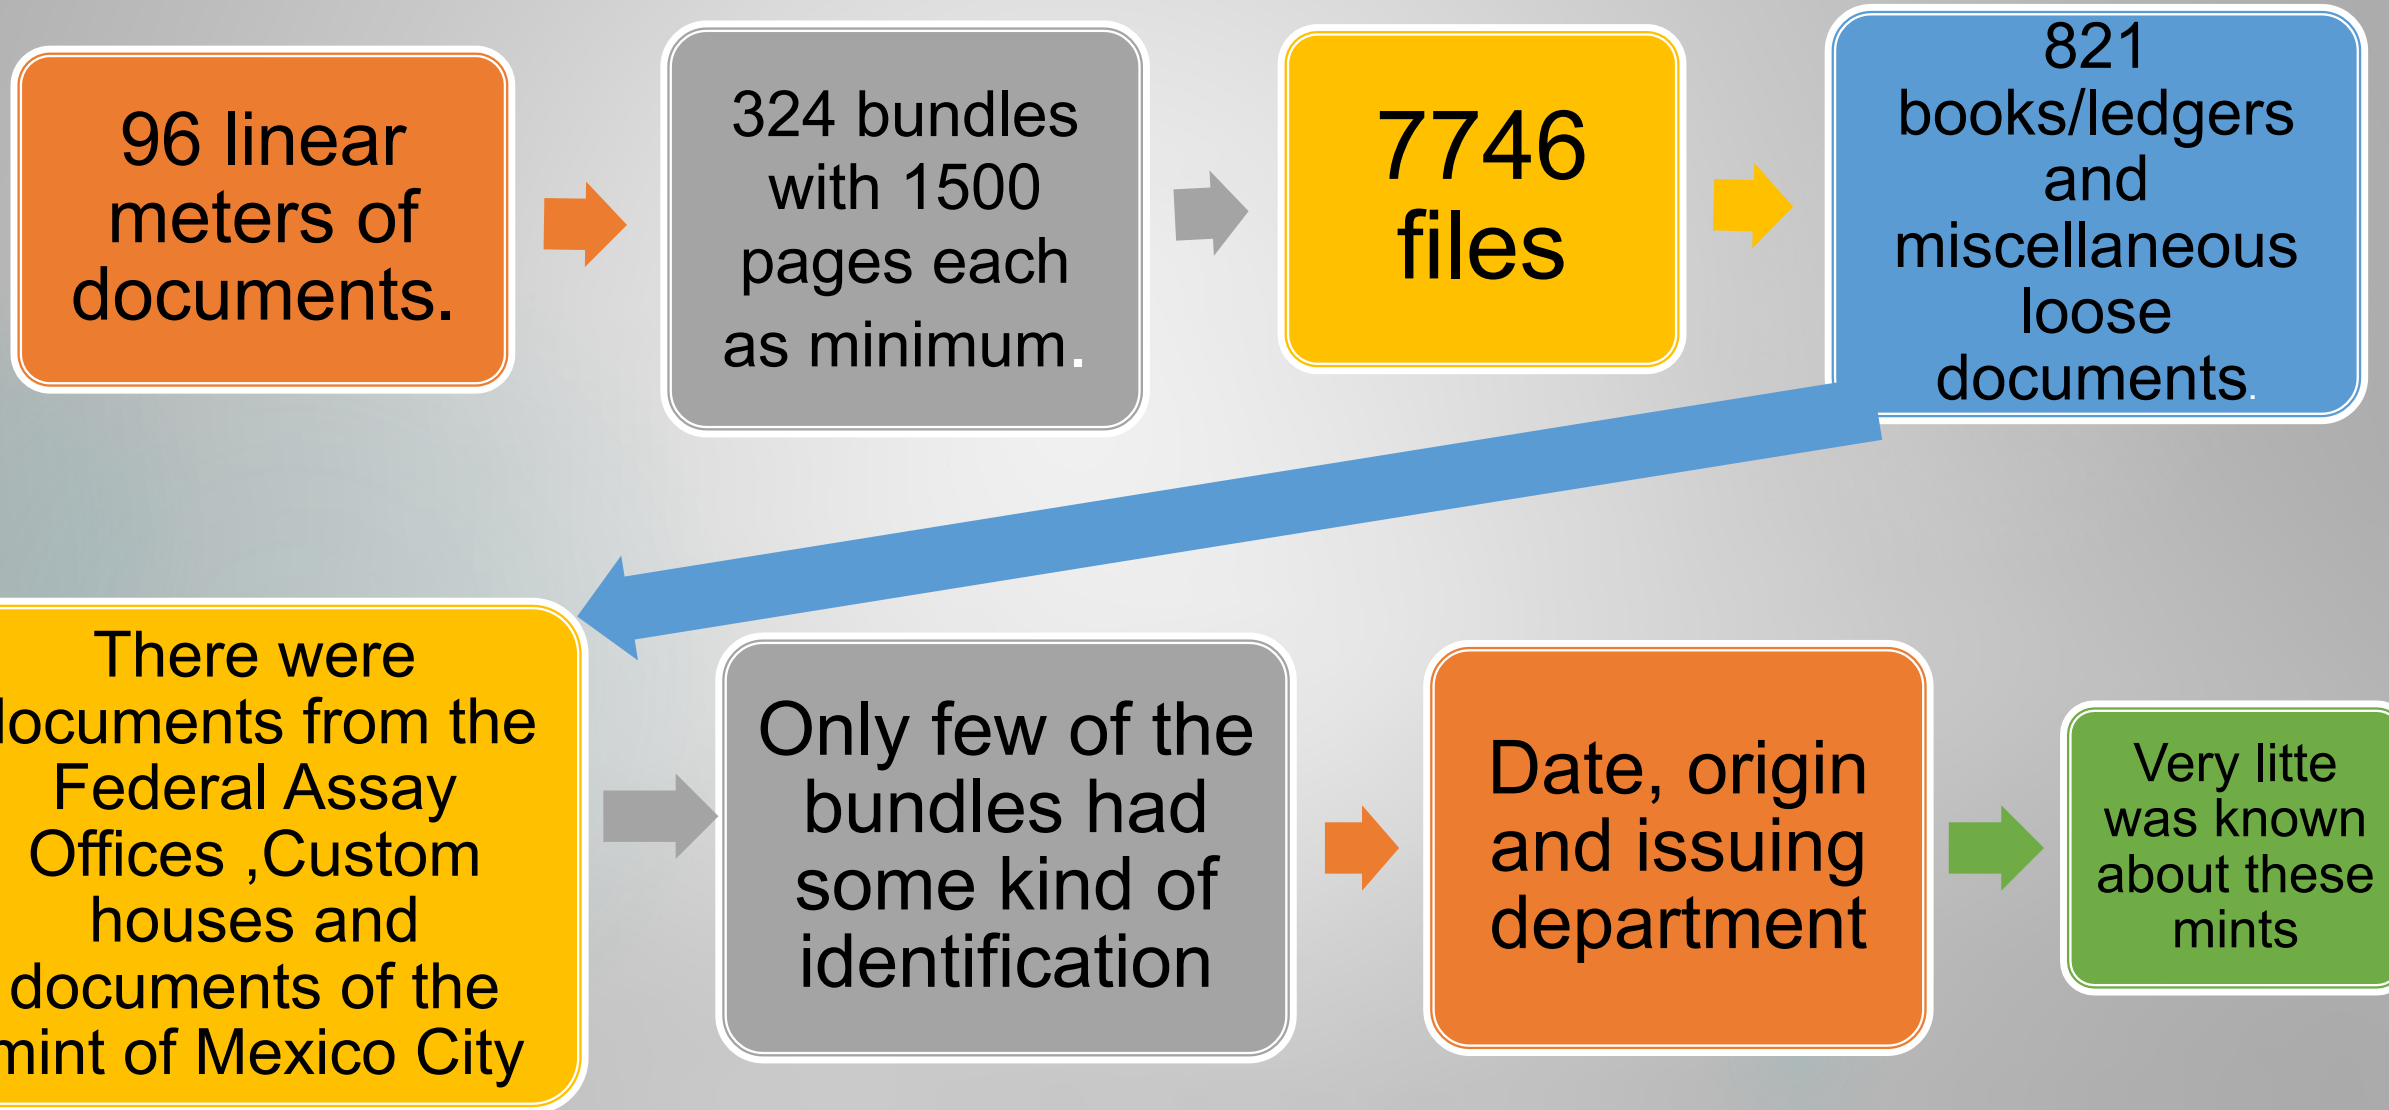 96 linear
meters of
documents.
324 bundles
with 1500
pages each
as minimum.
7746
files
821
books/ledgers
and
miscellaneous
loose
documents.
There were
documents from the
Federal Assay
Offices ,Custom
houses and
documents of the
mint of Mexico City
Only few of the
bundles had
some kind of
identification
Date, origin
and issuing
department
Very litte
was known
about these
mints